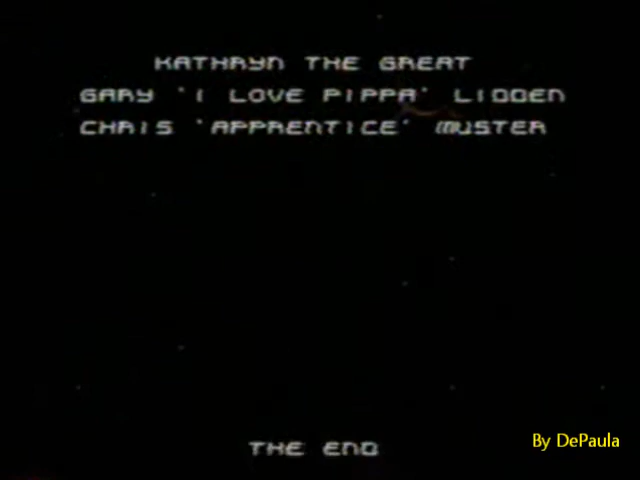 KATHRYN THE GREAT
GARY 'I LOVE PIPPA' LIDDEN
CHRIS 'APPRENTICE' MUSTER
THE END
By DePaula